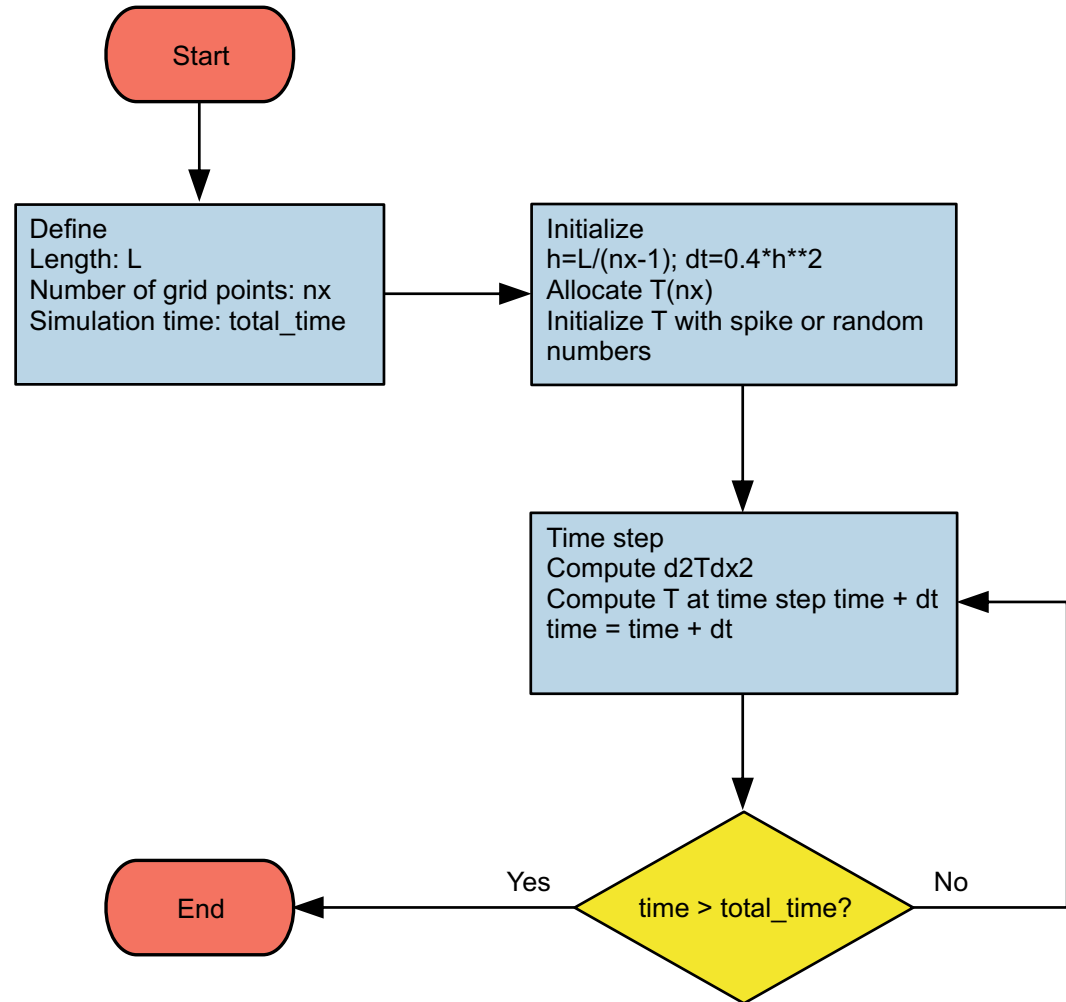 Start
Define
Length: L
Number of grid points: nx
Simulation time: total_time
Initialize
h=L/(nx-1); dt=0.4*h**2
Allocate T(nx)
Initialize T with spike or random
numbers
Time step
Compute d2Tdx2
Compute T at time step time + dt
time = time + dt
time > total_time?
Yes
No
End